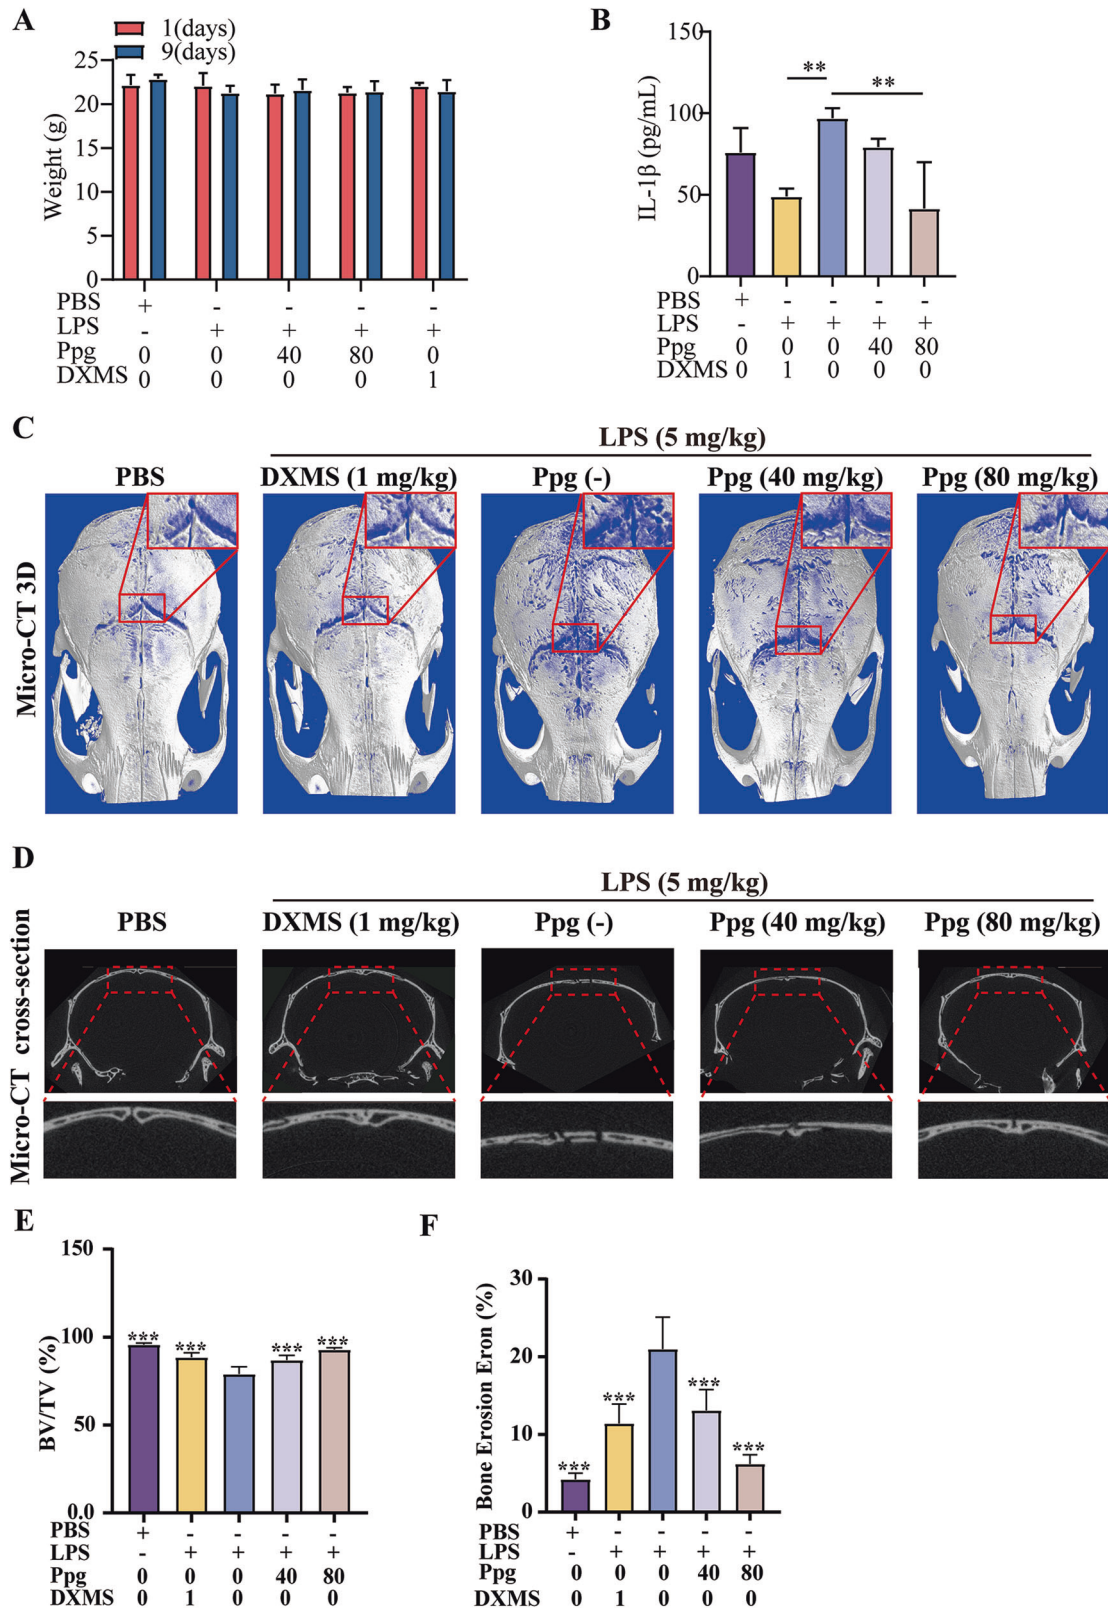 A
1(days)
9(days)
Weight (g)
25
20
15
10
5
0
PBS + - - - -
LPS - + + + +
Ppg 0 0 40 80 0
DXMS 0 0 0 0 1
B
IL-1β (pg/mL)
150
100
50
0
** **
PBS + - - - -
LPS - + + + +
Ppg 0 0 0 40 80
DXMS 0 1 0 0 0
C
LPS (5 mg/kg)
PBS DXMS (1 mg/kg) Ppg (-) Ppg (40 mg/kg) Ppg (80 mg/kg)
Micro-CT 3D
D
LPS (5 mg/kg)
PBS DXMS (1 mg/kg) Ppg (-) Ppg (40 mg/kg) Ppg (80 mg/kg)
Micro-CT cross-section
E
BV/TV (%)
150
100
50
0.0
*** *** *** ***
PBS + - - - -
LPS - + + + +
Ppg 0 0 0 40 80
DXMS 0 1 0 0 0
F
Bone Erosion Eron (%)
30
20
10
0
*** *** *** ***
PBS + - - - -
LPS - + + + +
Ppg 0 0 0 40 80
DXMS 0 1 0 0 0